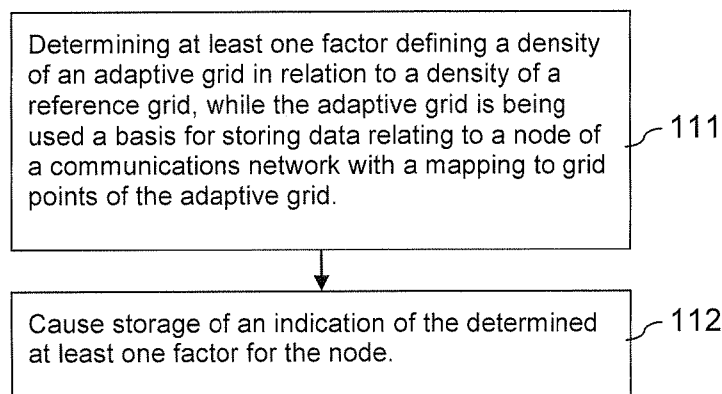 Determining at least one factor defining a density
of an adaptive grid in relation to a density of a
reference grid, while the adaptive grid is being
used a basis for storing data relating to a node of
a communications network with a mapping to grid
points of the adaptive grid.
111
Cause storage of an indication of the determined
at least one factor for the node.
112